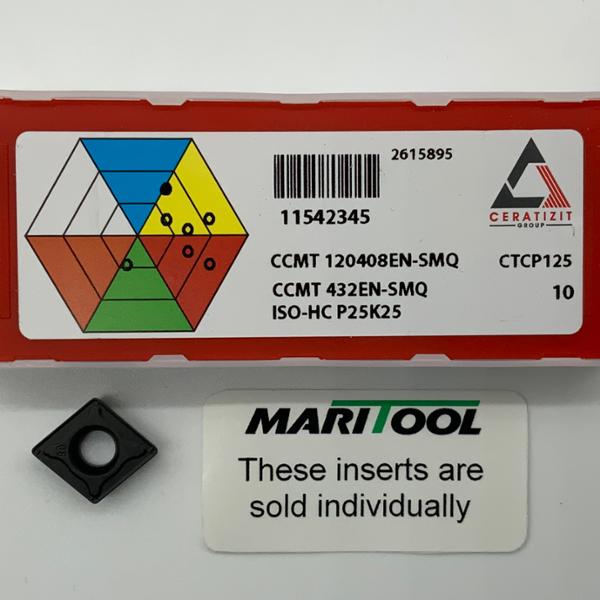 2615895
11542345
CERATIZIT
GROUP
CCMT 120408EN-SMQ
CTCP125
CCMT 432EN-SMQ
10
ISO-HC P25K25
MARITOOL
These inserts are
sold individually